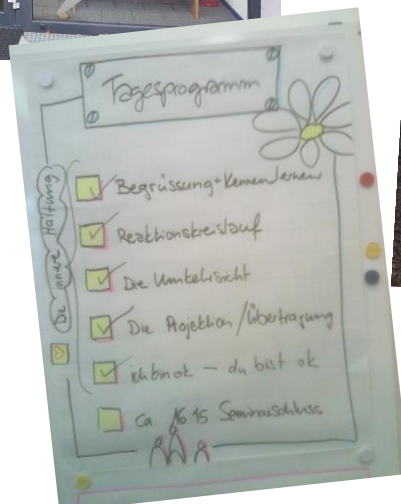 Tagesprogramm
Die innere Haltung
Begrüssung + Kennenlernen
Reaktionskreislauf
Die Umkehrsicht
Die Projektion / Übertragung
ich bin ok – du bist ok
ca. 16 15 Seminarschluss